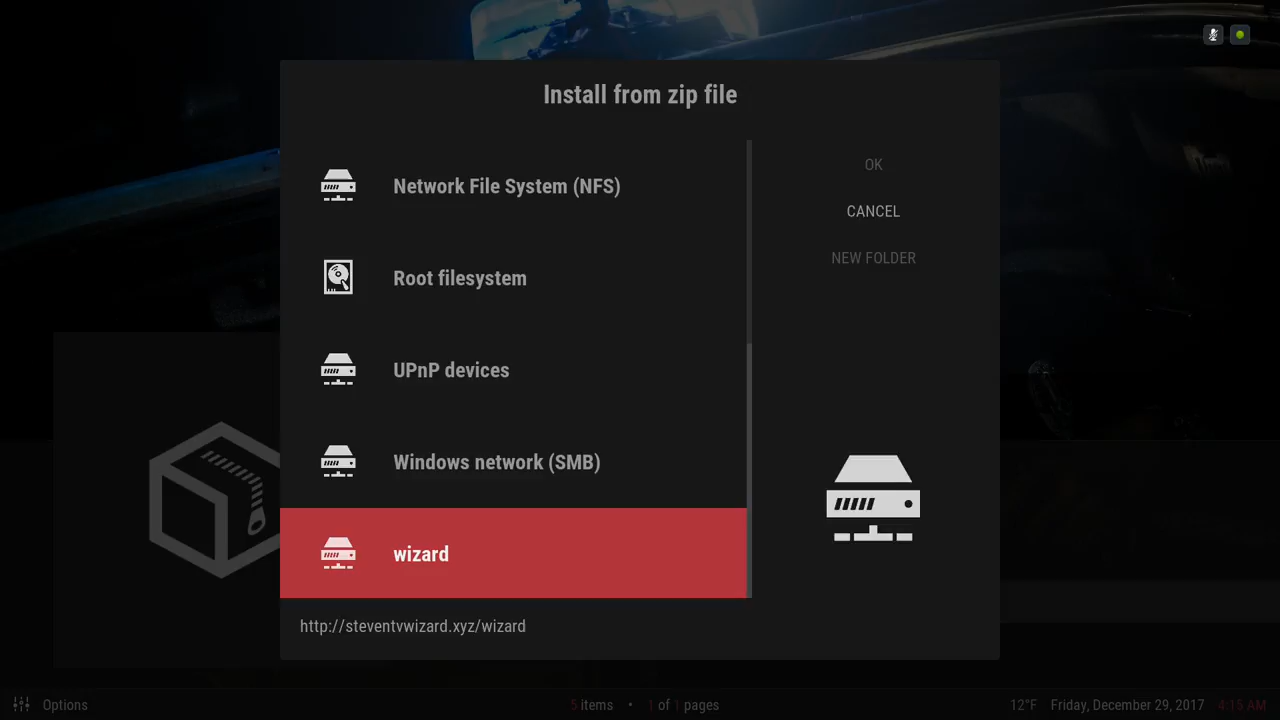 Install from zip file
Network File System (NFS)
Root filesystem
UPnP devices
Windows network (SMB)
wizard
http://steventvwizard.xyz/wizard
OK
CANCEL
NEW FOLDER
Options
5 items • 1 of 1 pages
12°F Friday, December 29, 2017 4:15 AM